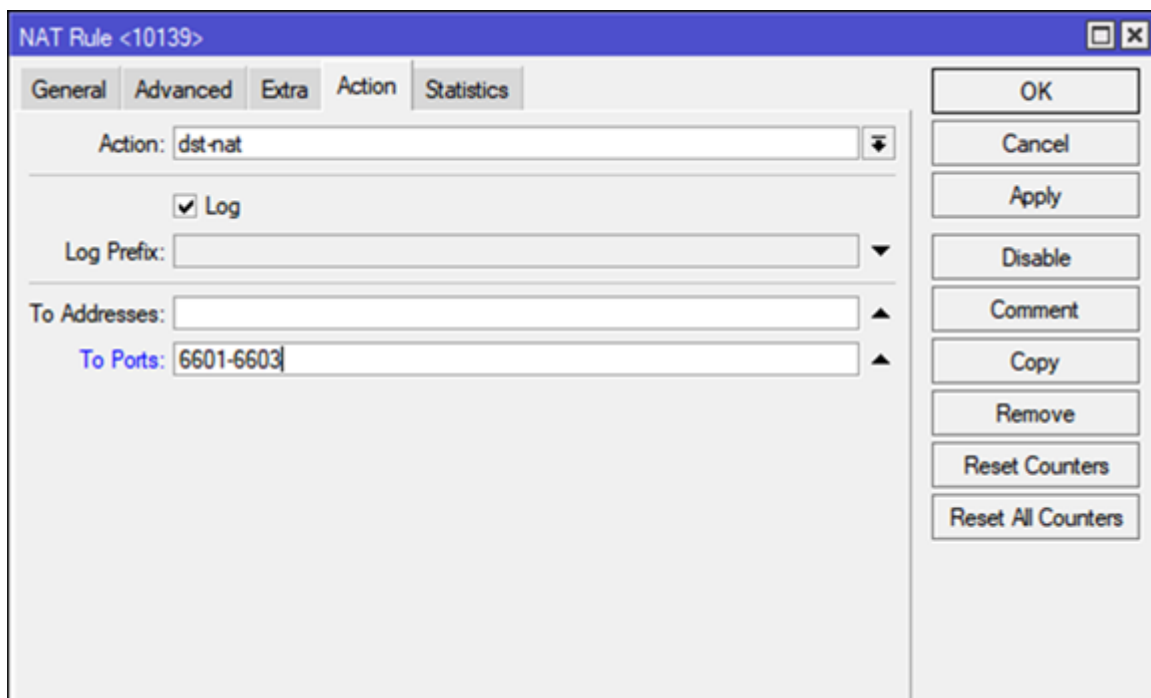 NAT Rule <10139>
General Advanced Extra Action Statistics
OK
Action: dst-nat
Cancel
Log
Apply
Log Prefix:
Disable
To Addresses:
Comment
To Ports: 6601-6603
Copy
Remove
Reset Counters
Reset All Counters